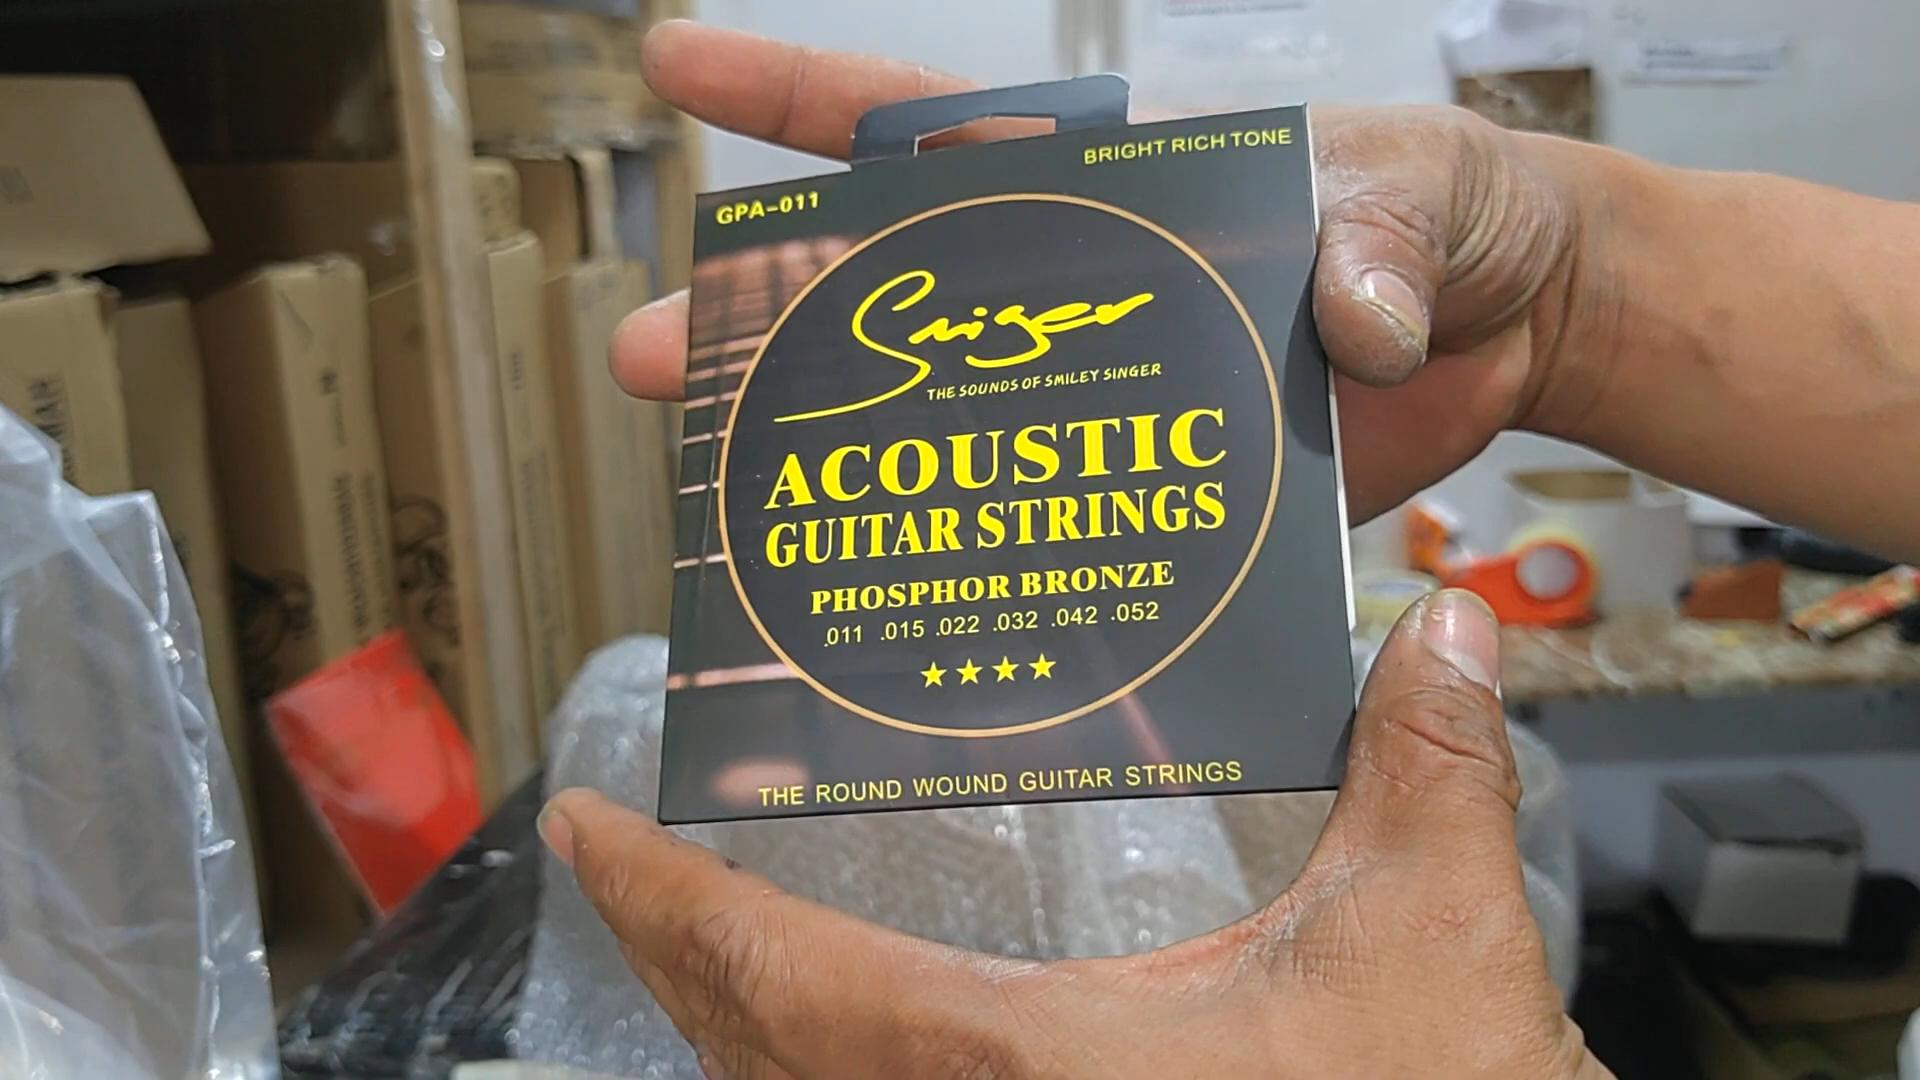 GPA-011
BRIGHT RICH TONE
Smiger
THE SOUNDS OF SMILEY SINGER
ACOUSTIC
GUITAR STRINGS
PHOSPHOR BRONZE
.011 .015 .022 .032 .042 .052
THE ROUND WOUND GUITAR STRINGS